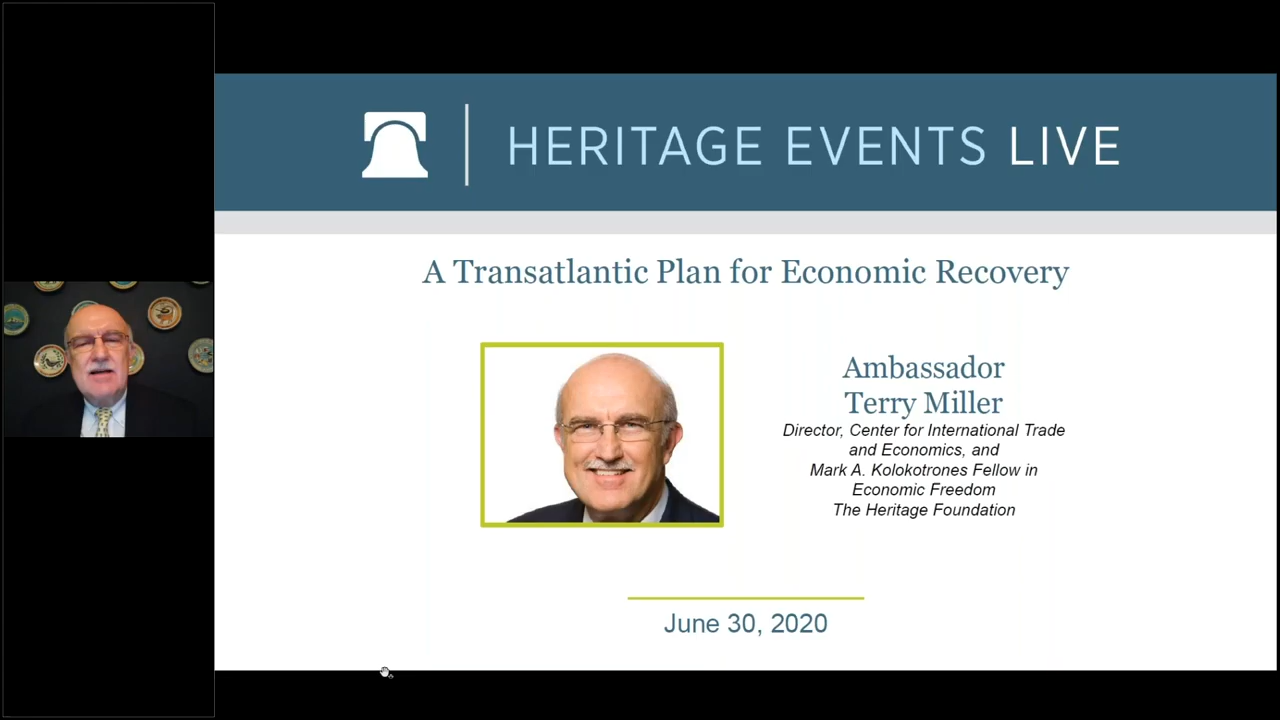 HERITAGE EVENTS LIVE
A Transatlantic Plan for Economic Recovery
Ambassador
Terry Miller
Director, Center for International Trade
and Economics, and
Mark A. Kolokotrones Fellow in
Economic Freedom
The Heritage Foundation
June 30, 2020